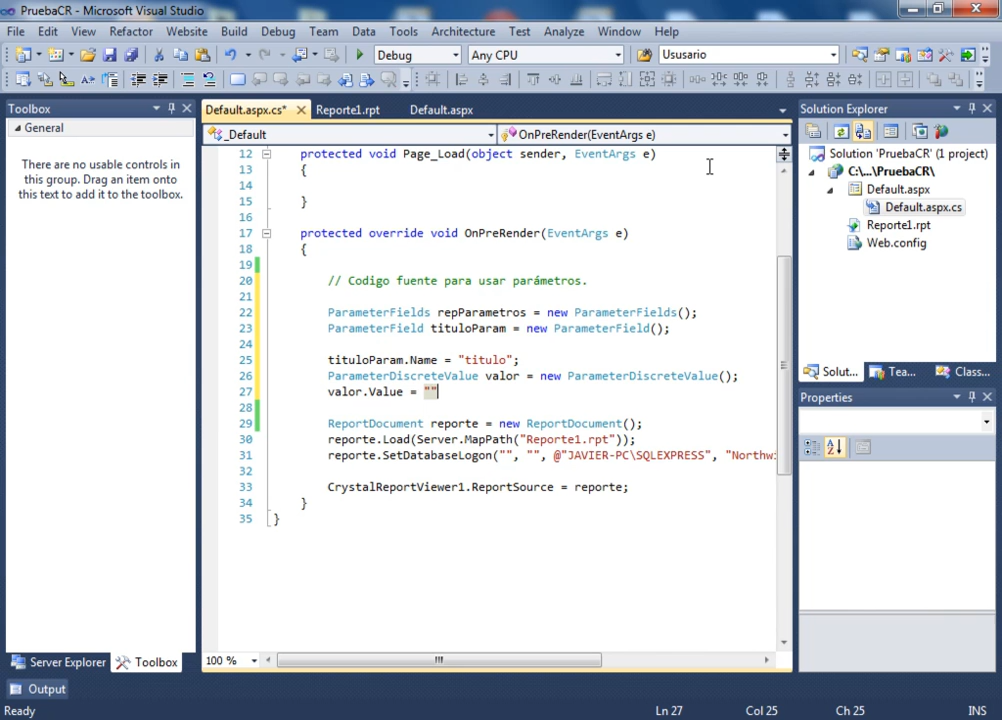 PruebaCR - Microsoft Visual Studio
File Edit View Refactor Website Build Debug Team Data Tools Architecture Test Analyze Window Help
Debug Any CPU Usuario
Toolbox
General
There are no usable controls in
this group. Drag an item onto
this text to add it to the toolbox.
Server Explorer Toolbox
Output
Default.aspx.cs* Reporte1.rpt Default.aspx
_Default OnPreRender(EventArgs e)
12 protected void Page_Load(object sender, EventArgs e)
13 {
14
15 }
16
17 protected override void OnPreRender(EventArgs e)
18 {
19
20 // Codigo fuente para usar parámetros.
21
22 ParameterFields repParametros = new ParameterFields();
23 ParameterField tituloParam = new ParameterField();
24
25 tituloParam.Name = "titulo";
26 ParameterDiscreteValue valor = new ParameterDiscreteValue();
27 valor.Value = ""
28
29 ReportDocument reporte = new ReportDocument();
30 reporte.Load(Server.MapPath("Reporte1.rpt"));
31 reporte.SetDatabaseLogon("", "", @"JAVIER-PC\SQLEXPRESS", "Northwi
32
33 CrystalReportViewer1.ReportSource = reporte;
34 }
35 }
100 %
Solution Explorer
Solution 'PruebaCR' (1 project)
C:\...\PruebaCR\
Default.aspx
Default.aspx.cs
Reporte1.rpt
Web.config
Solut... Tea... Class...
Properties
Ready Ln 27 Col 25 Ch 25 INS